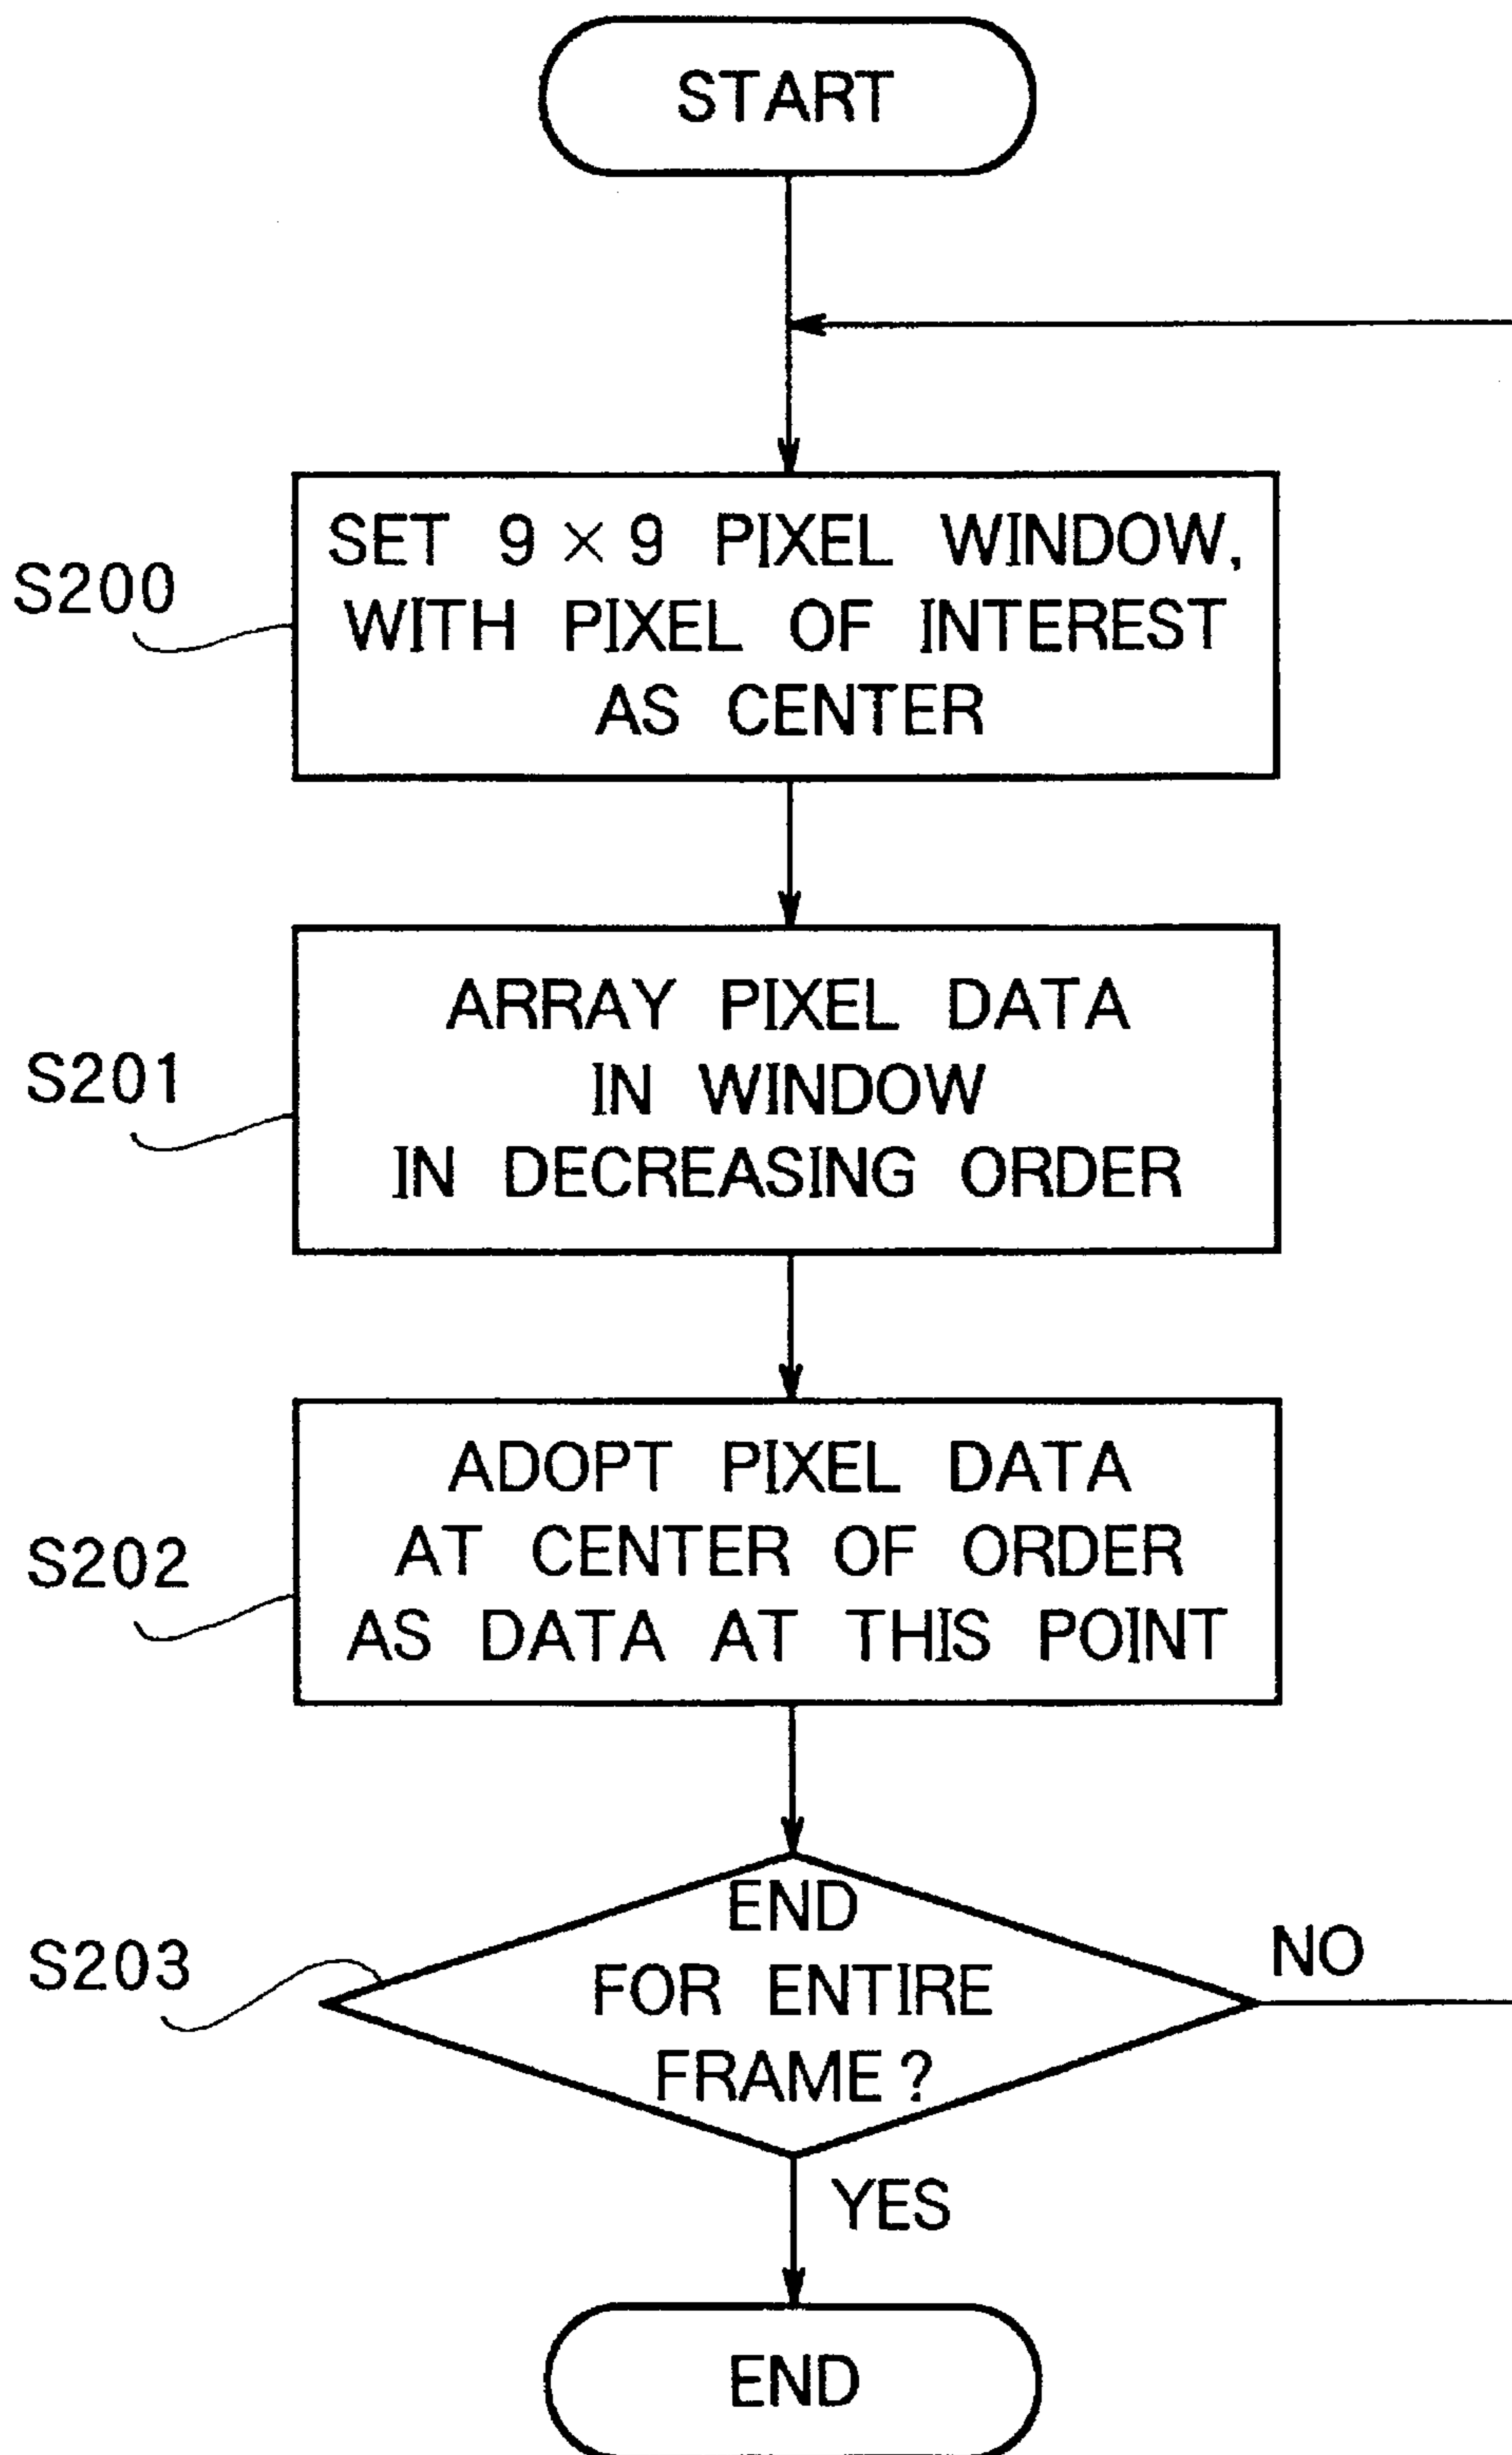 START
S200
SET 9 × 9 PIXEL WINDOW,
WITH PIXEL OF INTEREST
AS CENTER
S201
ARRAY PIXEL DATA
IN WINDOW
IN DECREASING ORDER
S202
ADOPT PIXEL DATA
AT CENTER OF ORDER
AS DATA AT THIS POINT
S203
END
FOR ENTIRE
FRAME?
NO
YES
END